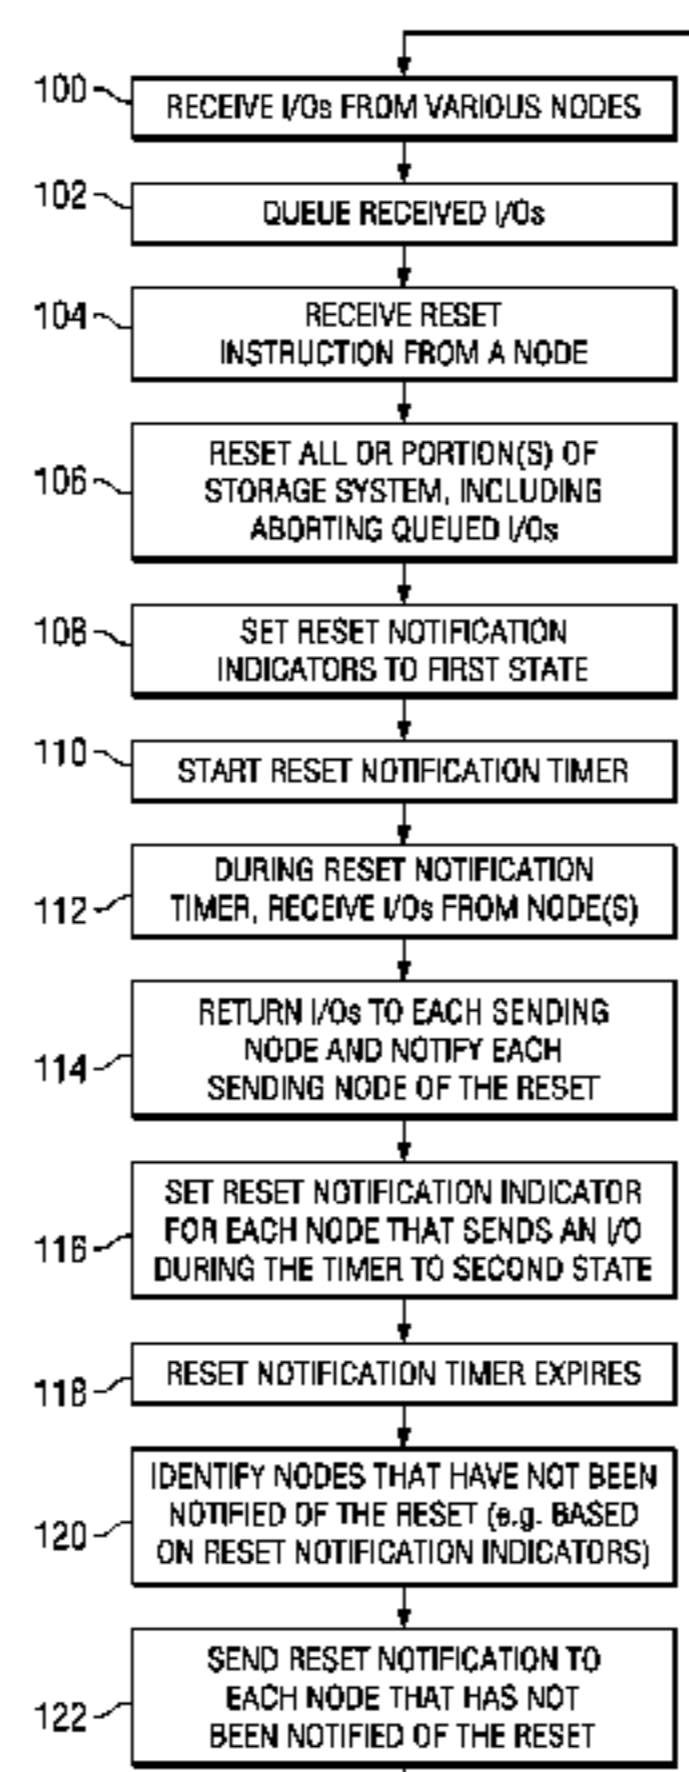 100
RECEIVE I/Os FROM VARIOUS NODES
102
QUEUE RECEIVED I/Os
104
RECEIVE RESET
INSTRUCTION FROM A NODE
106
RESET ALL OR PORTION(S) OF
STORAGE SYSTEM, INCLUDING
ABORTING QUEUED I/Os
108
SET RESET NOTIFICATION
INDICATORS TO FIRST STATE
110
START RESET NOTIFICATION TIMER
112
DURING RESET NOTIFICATION
TIMER, RECEIVE I/Os FROM NODE(S)
114
RETURN I/Os TO EACH SENDING
NODE AND NOTIFY EACH
SENDING NODE OF THE RESET
116
SET RESET NOTIFICATION INDICATOR
FOR EACH NODE THAT SENDS AN I/O
DURING THE TIMER TO SECOND STATE
118
RESET NOTIFICATION TIMER EXPIRES
120
IDENTIFY NODES THAT HAVE NOT BEEN
NOTIFIED OF THE RESET (e.g. BASED
ON RESET NOTIFICATION INDICATORS)
122
SEND RESET NOTIFICATION TO
EACH NODE THAT HAS NOT
BEEN NOTIFIED OF THE RESET